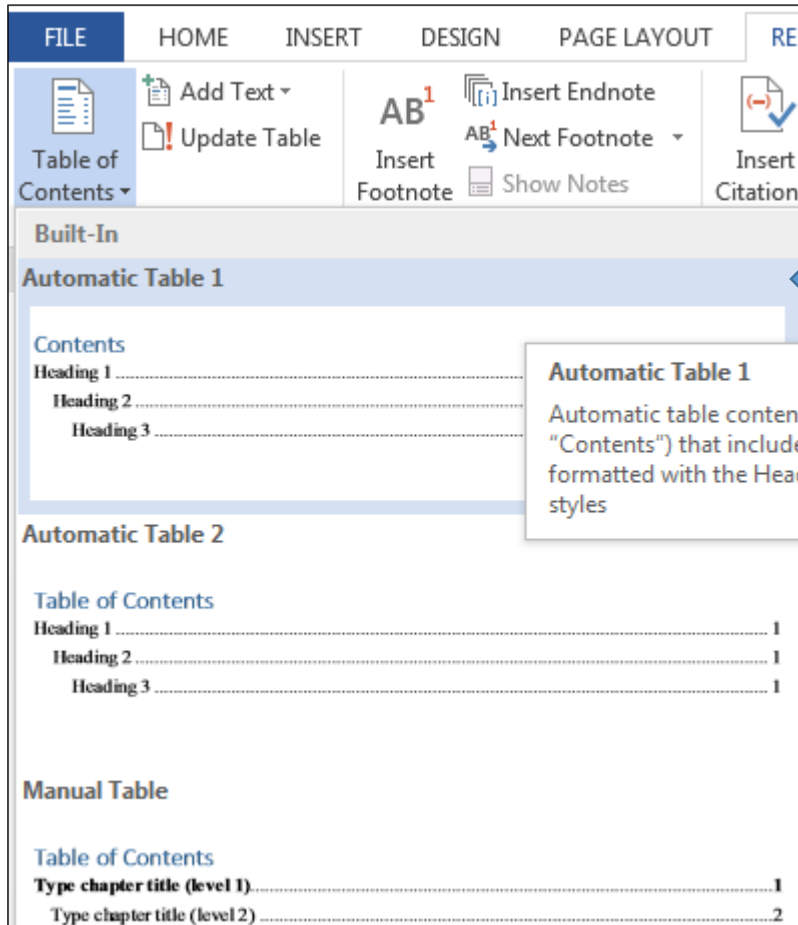 FILE HOME INSERT DESIGN PAGE LAYOUT RE
Table of
Contents
Add Text
Update Table
AB1
Insert
Footnote
[i] Insert Endnote
AB1 Next Footnote
Show Notes
(-)
Insert
Citation
Built-In
Automatic Table 1
Contents
Heading 1
Heading 2
Heading 3
Automatic Table 1
Automatic table conten
"Contents") that include
formatted with the Head
styles
Automatic Table 2
Table of Contents
Heading 1........................................................................1
Heading 2........................................................................1
Heading 3........................................................................1
Manual Table
Table of Contents
Type chapter title (level 1)........................................................................1
Type chapter title (level 2)........................................................................2